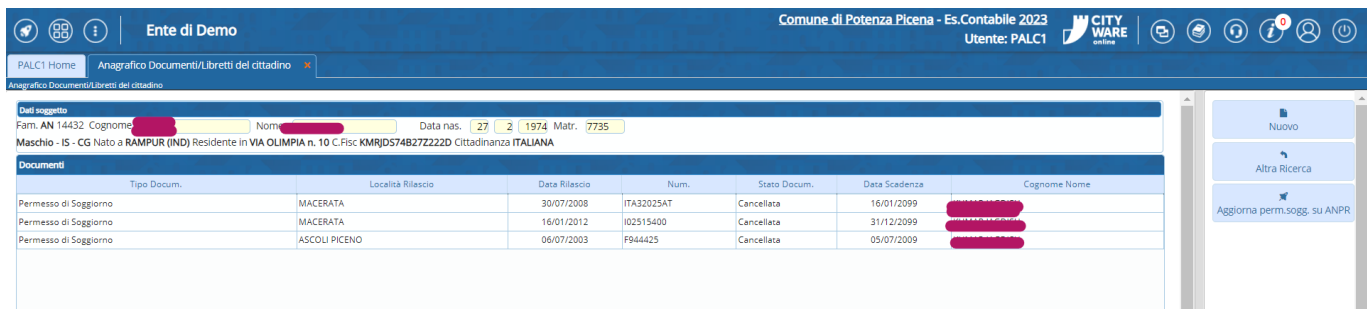 Ente di Demo
Comune di Potenza Picena - Es.Contabile 2023
Utente: PALC1
CITY
WARE
online
0
PALC1 Home Anagrafico Documenti/Libretti del cittadino ×
Anagrafico Documenti/Libretti del cittadino
Dati soggetto
Fam. AN 14432 Cognome Nome Data nas. 27 2 1974 Matr. 7735
Maschio - IS - CG Nato a RAMPUR (IND) Residente in VIA OLIMPIA n. 10 C.Fisc KMRJDS74B27Z222D Cittadinanza ITALIANA
Documenti
Tipo Docum. Località Rilascio Data Rilascio Num. Stato Docum. Data Scadenza Cognome Nome
Permesso di Soggiorno MACERATA 30/07/2008 ITA32025AT Cancellata 16/01/2099
Permesso di Soggiorno MACERATA 16/01/2012 I02515400 Cancellata 31/12/2099
Permesso di Soggiorno ASCOLI PICENO 06/07/2003 F944425 Cancellata 05/07/2009
Nuovo
Altra Ricerca
Aggiorna perm.sogg. su ANPR